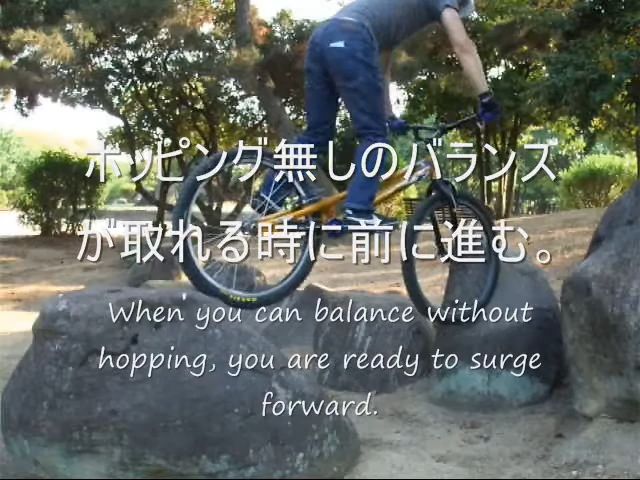 ホッピング無しのバランス
が取れる時に前に進む。
When you can balance without
hopping, you are ready to surge
forward.